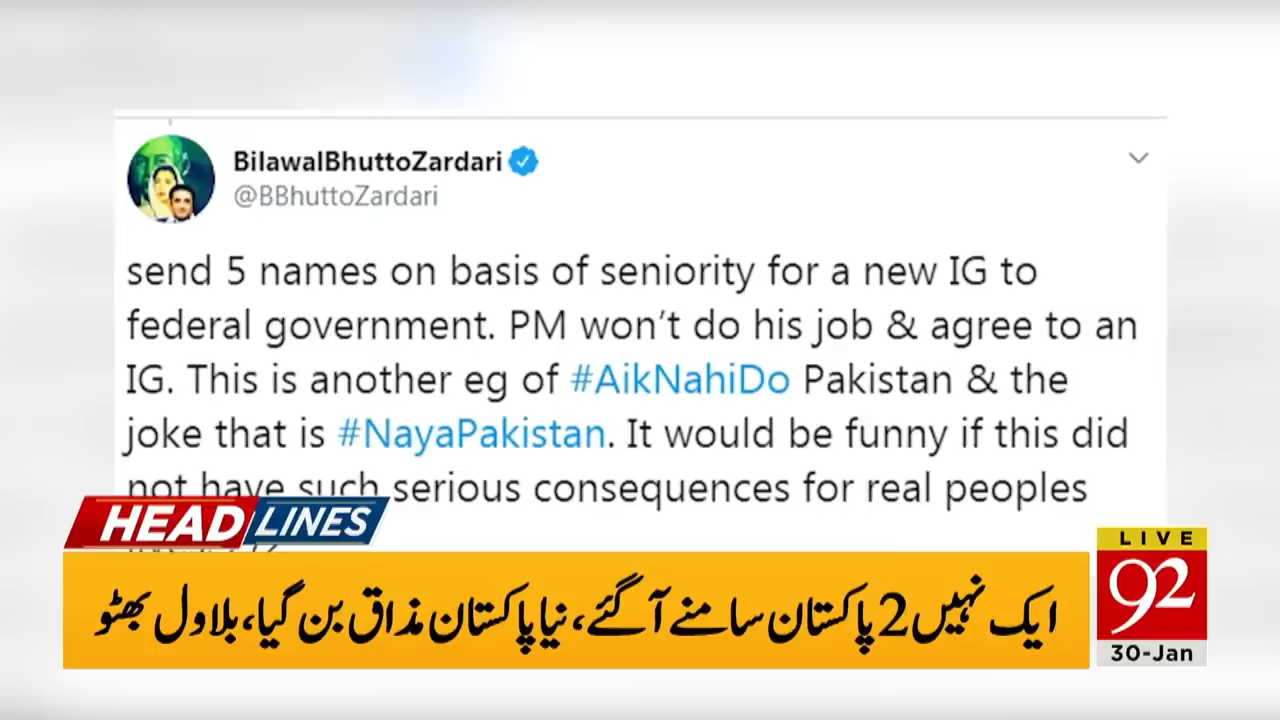 BilawalBhuttoZardari
@BBhuttoZardari
send 5 names on basis of seniority for a new IG to
federal government. PM won't do his job & agree to an
IG. This is another eg of #AikNahiDo Pakistan & the
joke that is #NayaPakistan. It would be funny if this did
not have such serious consequences for real peoples
HEADLINES
ایک نہیں 2 پاکستان سامنے آگئے، نیا پاکستان مذاق بن گیا، بلاول بھٹو
LIVE
92
30-Jan